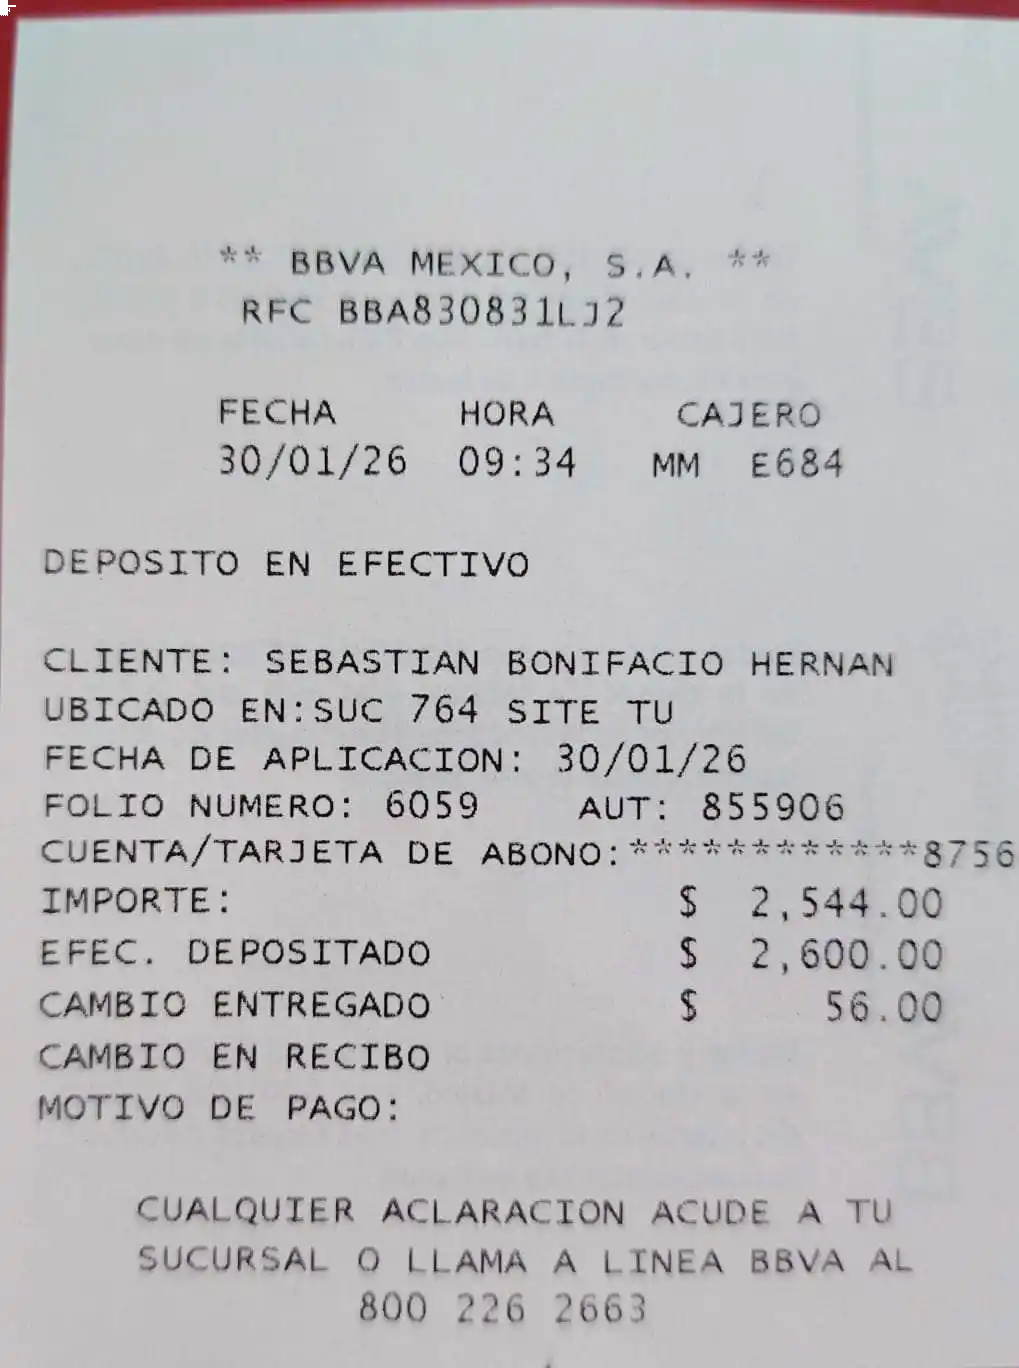 ** BBVA MEXICO, S.A. **
RFC BBA830831LJ2
FECHA HORA CAJERO
30/01/26 09:34 MM E684
DEPOSITO EN EFECTIVO
CLIENTE: SEBASTIAN BONIFACIO HERNAN
UBICADO EN:SUC 764 SITE TU
FECHA DE APLICACION: 30/01/26
FOLIO NUMERO: 6059 AUT: 855906
CUENTA/TARJETA DE ABONO:************8756
IMPORTE: $ 2,544.00
EFEC. DEPOSITADO $ 2,600.00
CAMBIO ENTREGADO $ 56.00
CAMBIO EN RECIBO
MOTIVO DE PAGO:
CUALQUIER ACLARACION ACUDE A TU
SUCURSAL O LLAMA A LINEA BBVA AL
800 226 2663